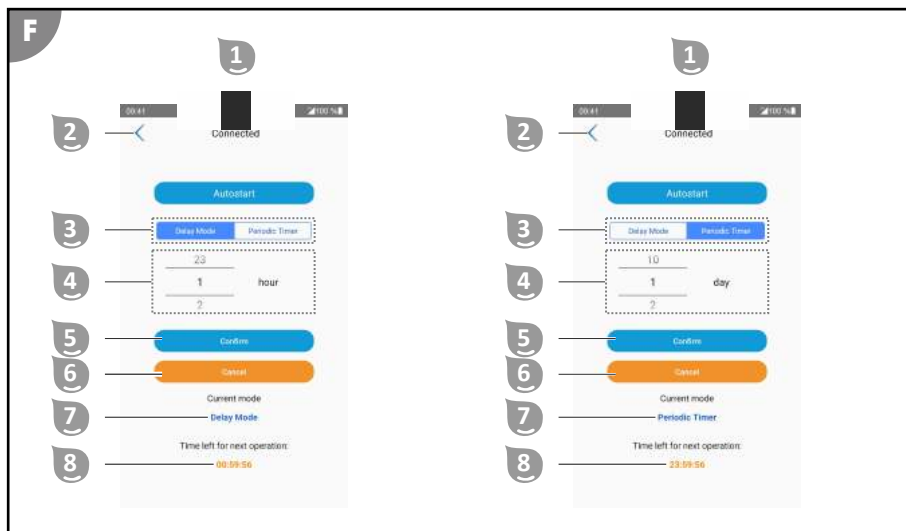 F
1
09:41 100 %
2 Connected
Autostart
3 Delay Mode Periodic Timer
23
4 1 hour
2
5 Confirm
6 Cancel
Current mode
7 Delay Mode
Time left for next operation:
8 00:59:56
1
09:41 100 %
2 Connected
Autostart
3 Delay Mode Periodic Timer
10
4 1 day
2
5 Confirm
6 Cancel
Current mode
7 Periodic Timer
Time left for next operation:
8 23:59:56